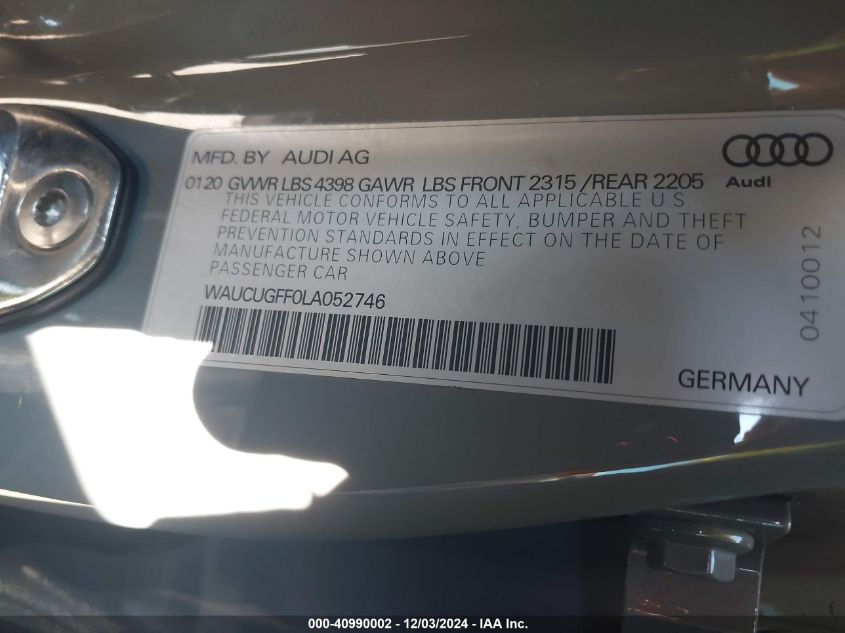 MFD. BY AUDI AG
0120 GVWR LBS 4398 GAWR LBS FRONT 2315 /REAR 2205
THIS VEHICLE CONFORMS TO ALL APPLICABLE U.S.
FEDERAL MOTOR VEHICLE SAFETY, BUMPER AND THEFT
PREVENTION STANDARDS IN EFFECT ON THE DATE OF
MANUFACTURE SHOWN ABOVE
PASSENGER CAR
WAUCUGFF0LA052746
Audi
0410012
GERMANY
000-40990002 - 12/03/2024 - IAA Inc.